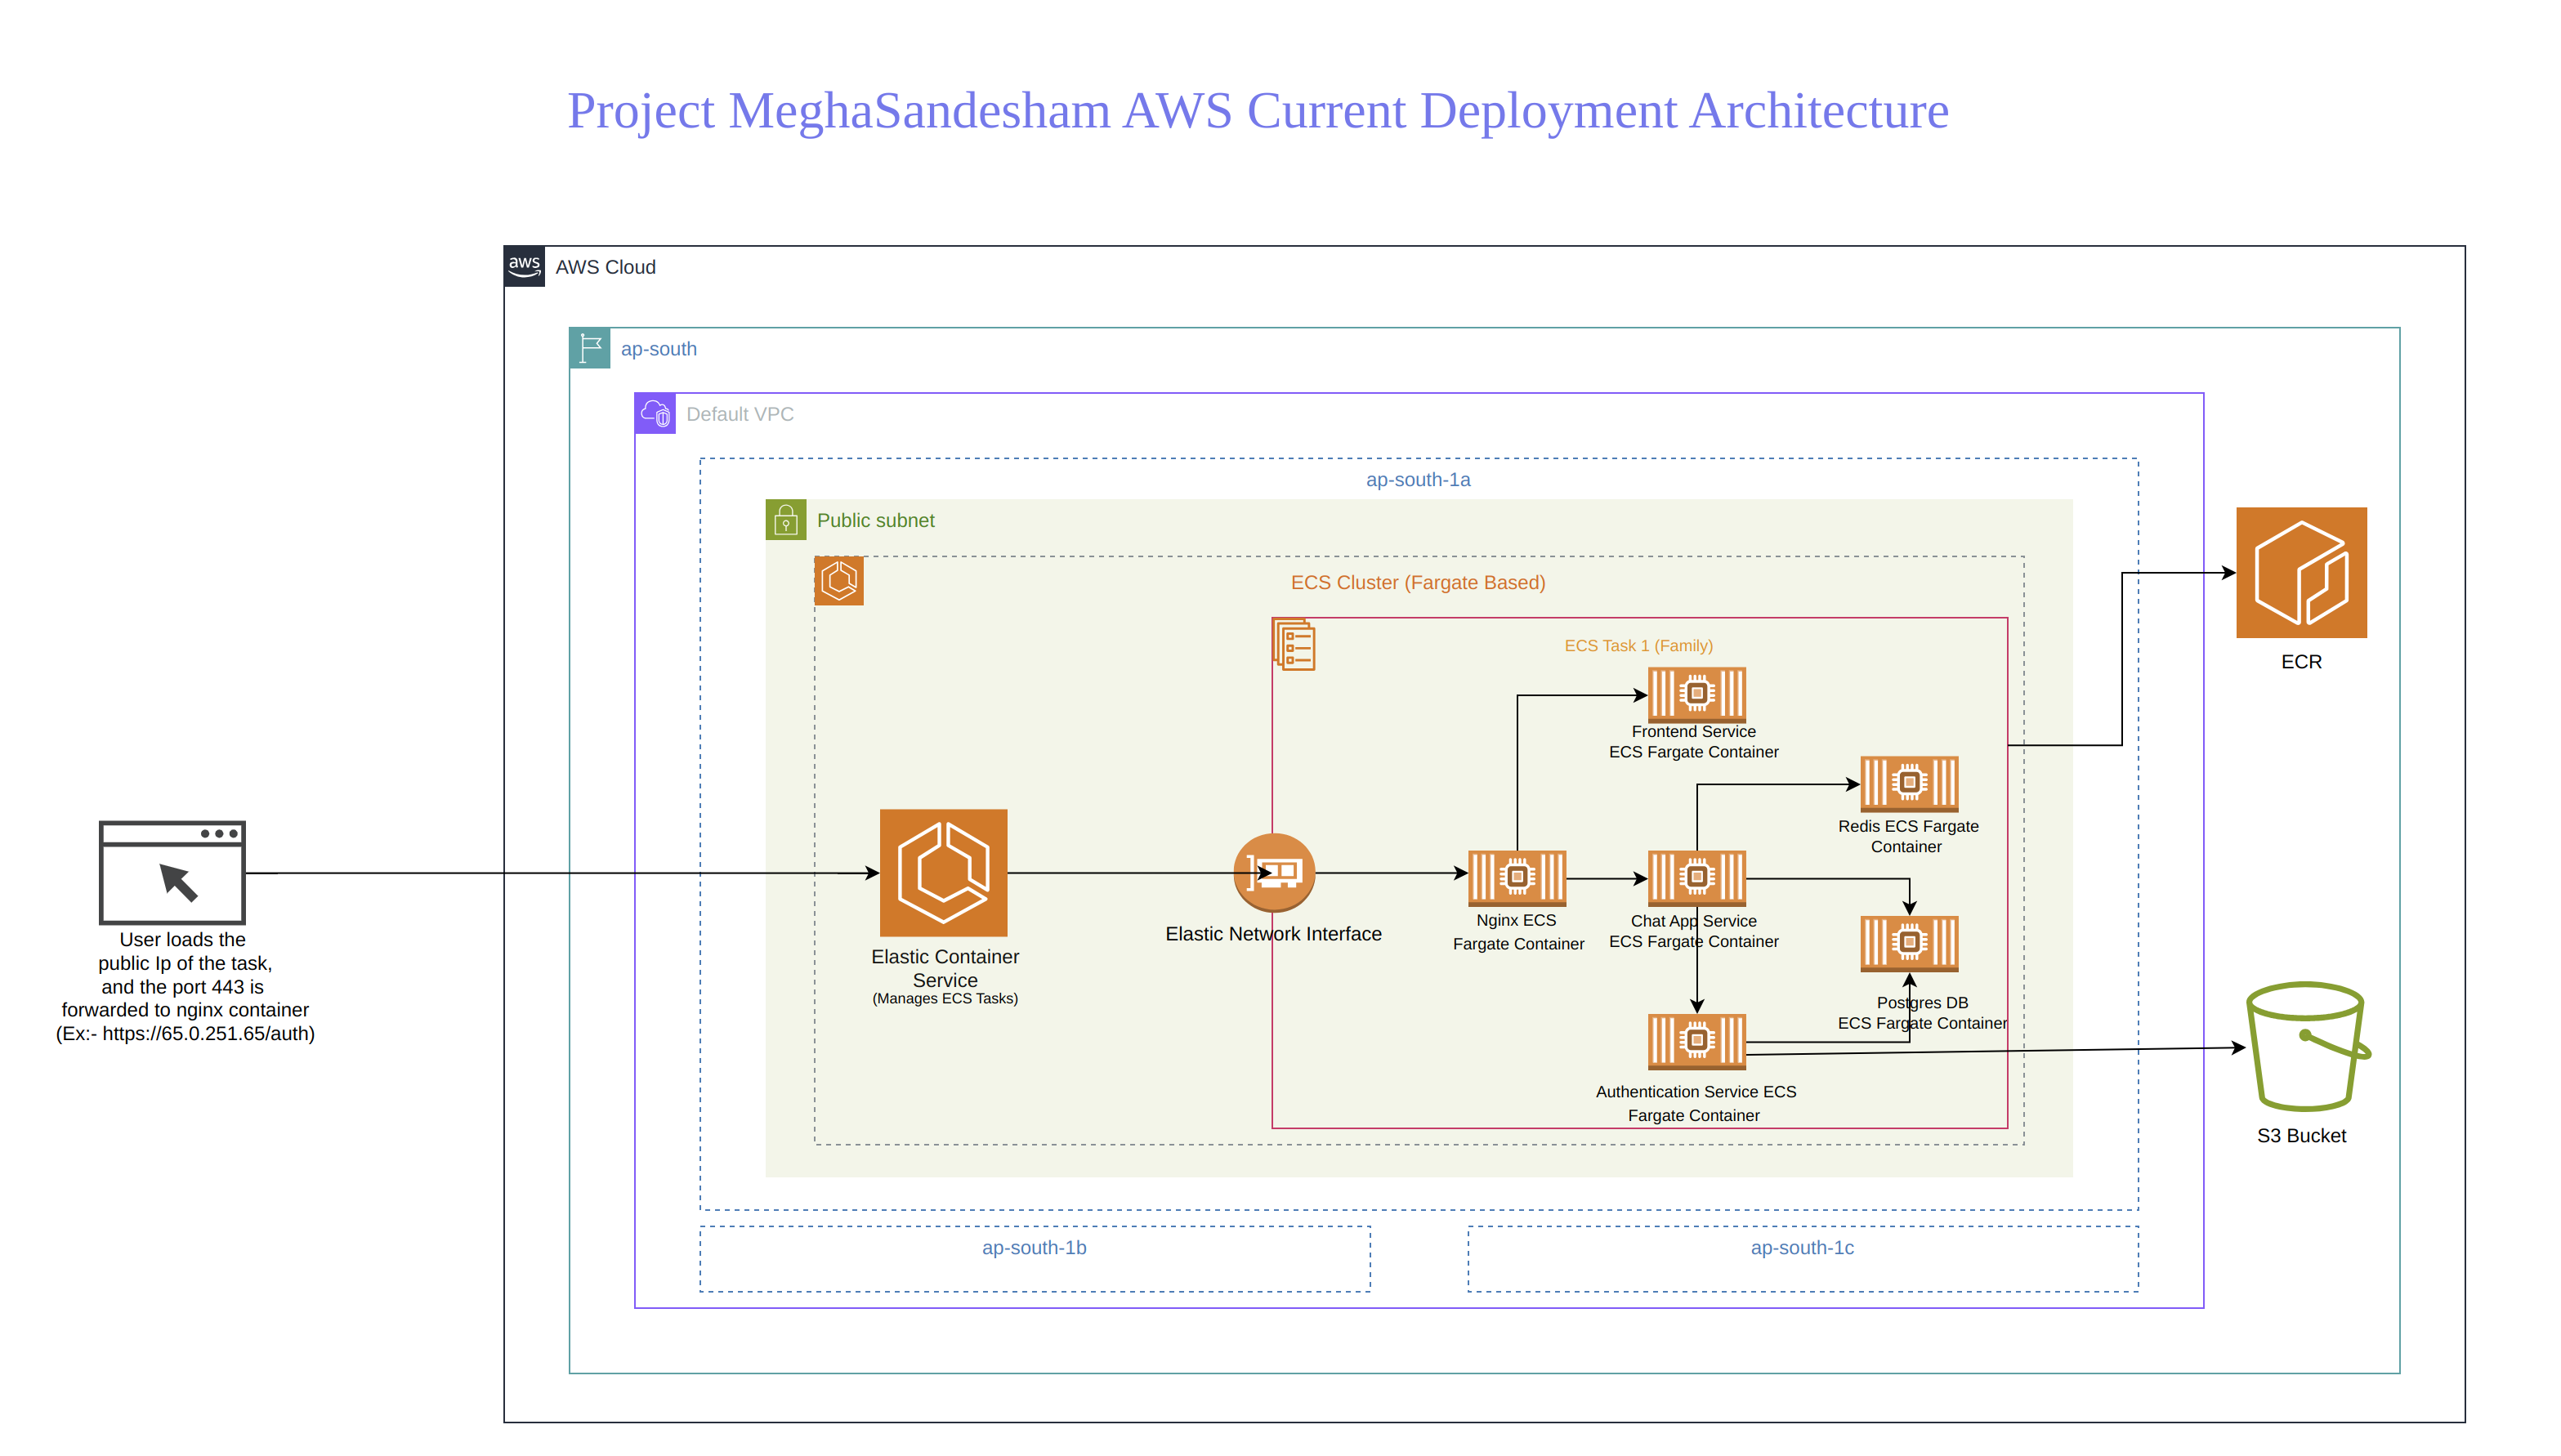 Project MeghaSandesham AWS Current Deployment Architecture
aws
AWS Cloud
ap-south
Default VPC
ap-south-1a
Public subnet
ECS Cluster (Fargate Based)
ECS Task 1 (Family)
ECR
Frontend Service
ECS Fargate Container
Redis ECS Fargate
Container
User loads the
public Ip of the task,
and the port 443 is
forwarded to nginx container
(Ex:- https://65.0.251.65/auth)
Elastic Container
Service
(Manages ECS Tasks)
Elastic Network Interface
Nginx ECS
Fargate Container
Chat App Service
ECS Fargate Container
Postgres DB
ECS Fargate Container
Authentication Service ECS
Fargate Container
S3 Bucket
ap-south-1b
ap-south-1c